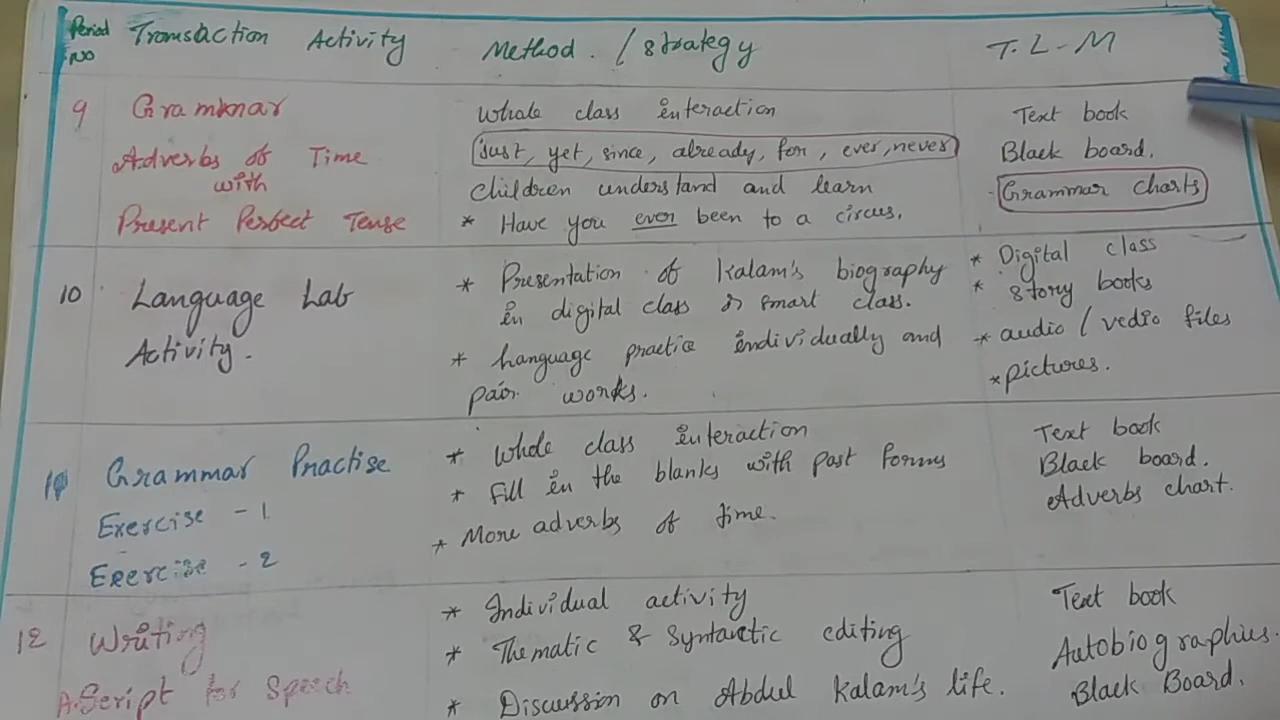 Period No Transaction Activity Method. / Strategy T.L-M
9 Grammar
Adverbs of Time
with
Present Perfect Tense
Whole class interaction
just, yet, since, already, for, ever, never
Children understand and learn
* Have you ever been to a circus.
Text book
Black board.
Grammar charts
10 Language Lab
Activity.
* Presentation of Kalam's biography
in digital class or smart class.
* Language practice individually and
pair works.
* Digital class
* Story books
* audio / vedio files
* pictures.
11 Grammar Practise
Exercise - 1
Exercise - 2
* Whole class interaction
* Fill in the blanks with past forms
* More adverbs of time.
Text book
Black board.
Adverbs chart.
12 Writing
A. Script for Speech
* Individual activity
* Thematic & Syntactic editing
* Discussion on Abdul Kalam's life.
Text book
Autobiographies.
Black Board.